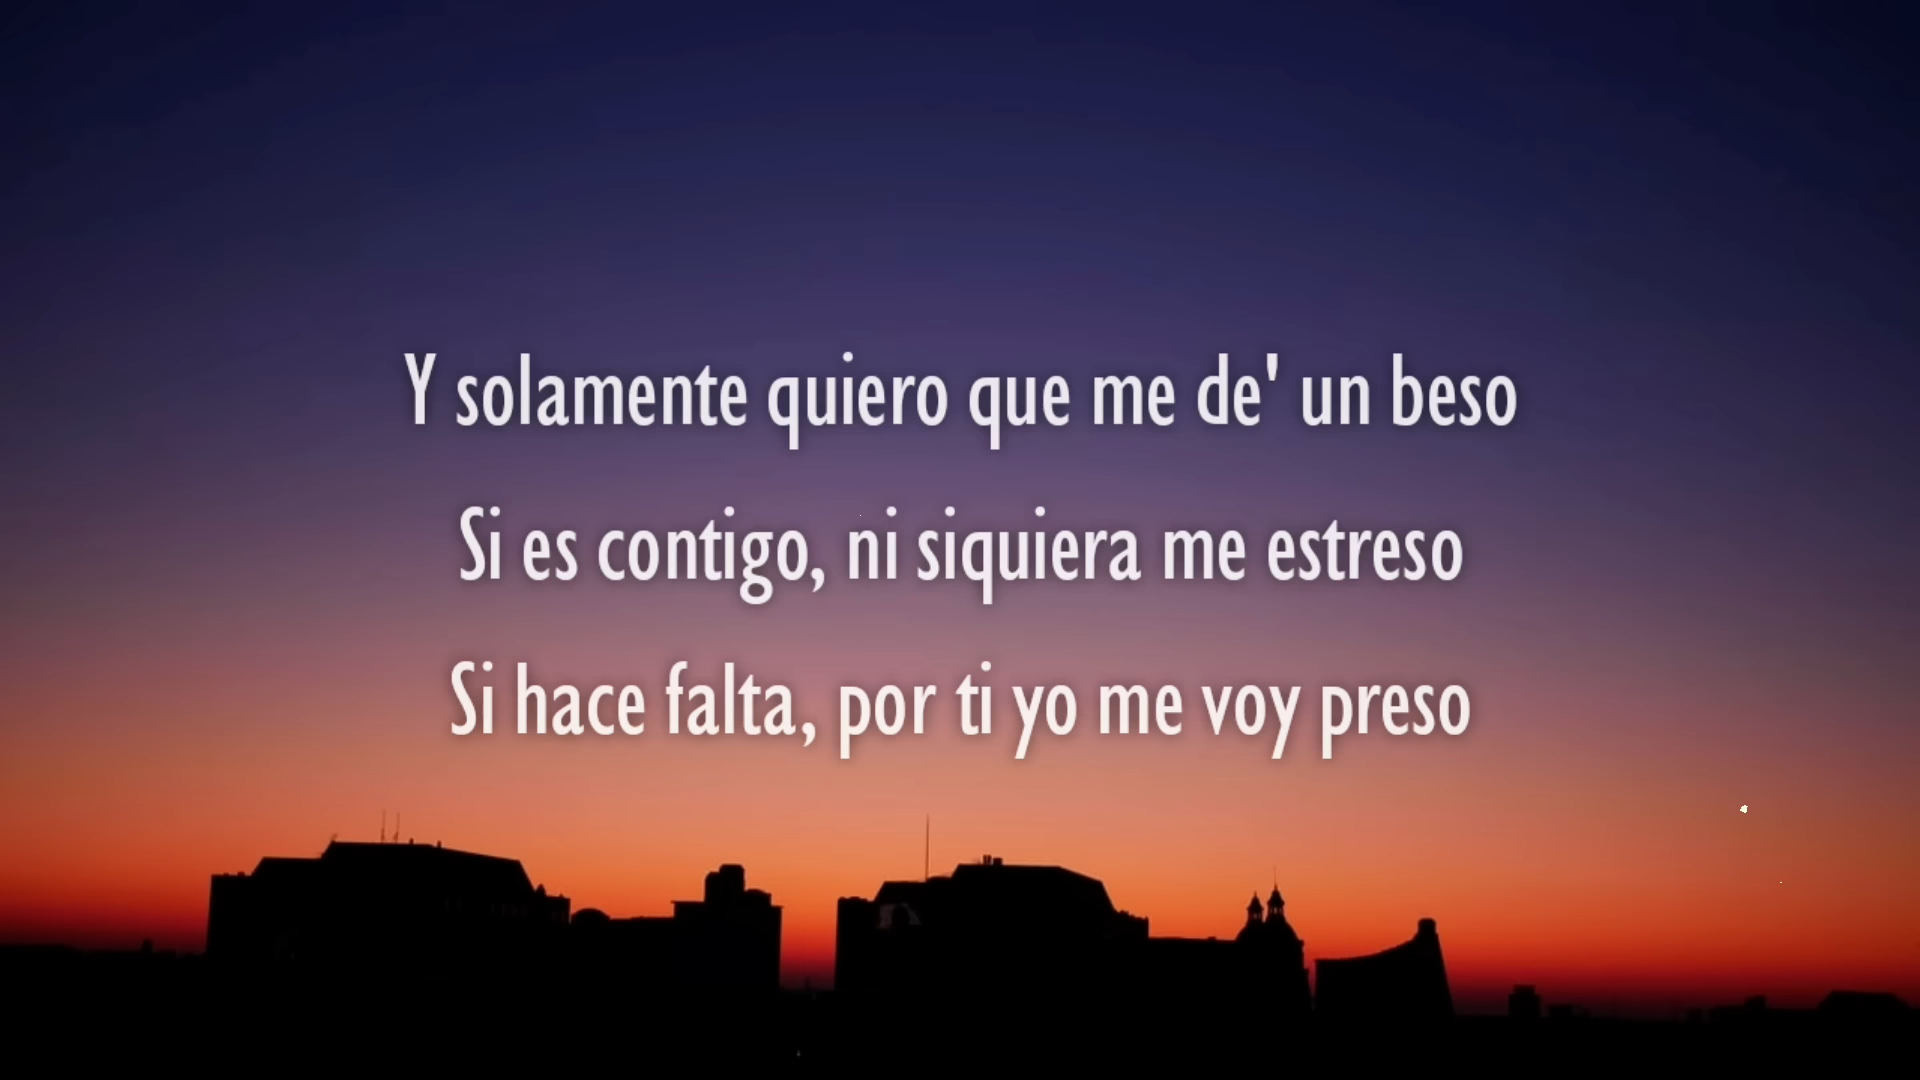 Y solamente quiero que me de' un beso
Si es contigo, ni siquiera me estreso
Si hace falta, por ti yo me voy preso